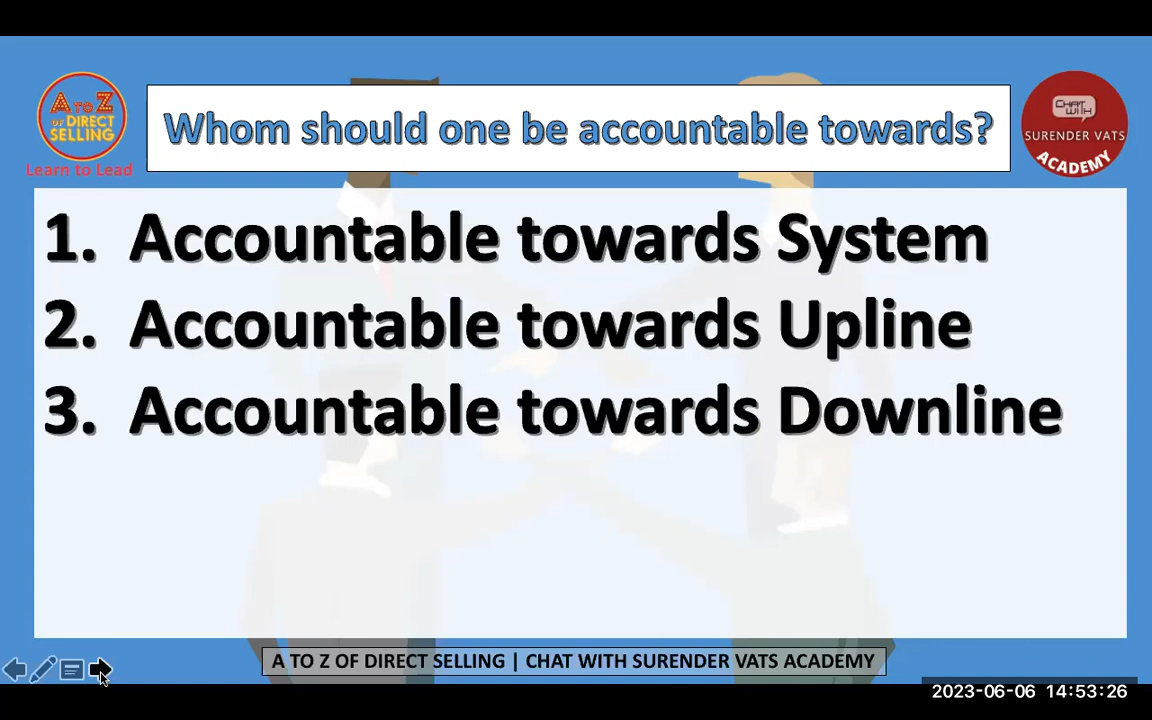 A TO Z
OF DIRECT
SELLING
Learn to Lead
Whom should one be accountable towards?
CHAT
WITH
SURENDER VATS
ACADEMY
1. Accountable towards System
2. Accountable towards Upline
3. Accountable towards Downline
A TO Z OF DIRECT SELLING | CHAT WITH SURENDER VATS ACADEMY
2023-06-06 14:53:26